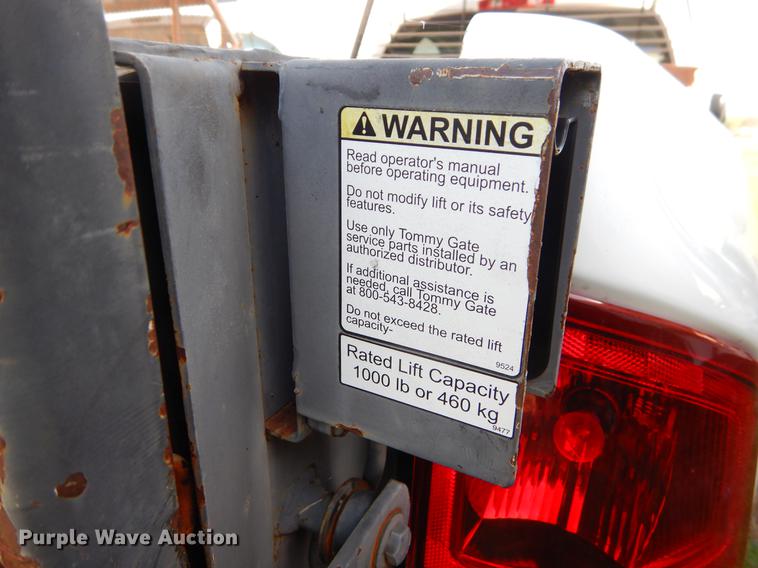 WARNING
Read operator's manual
before operating equipment.
Do not modify lift or its safety
features.
Use only Tommy Gate
service parts installed by an
authorized distributor.
If additional assistance is
needed, call Tommy Gate
at 800-543-8428.
Do not exceed the rated lift
capacity-
9524
Rated Lift Capacity
1000 lb or 460 kg
9477
Purple Wave Auction